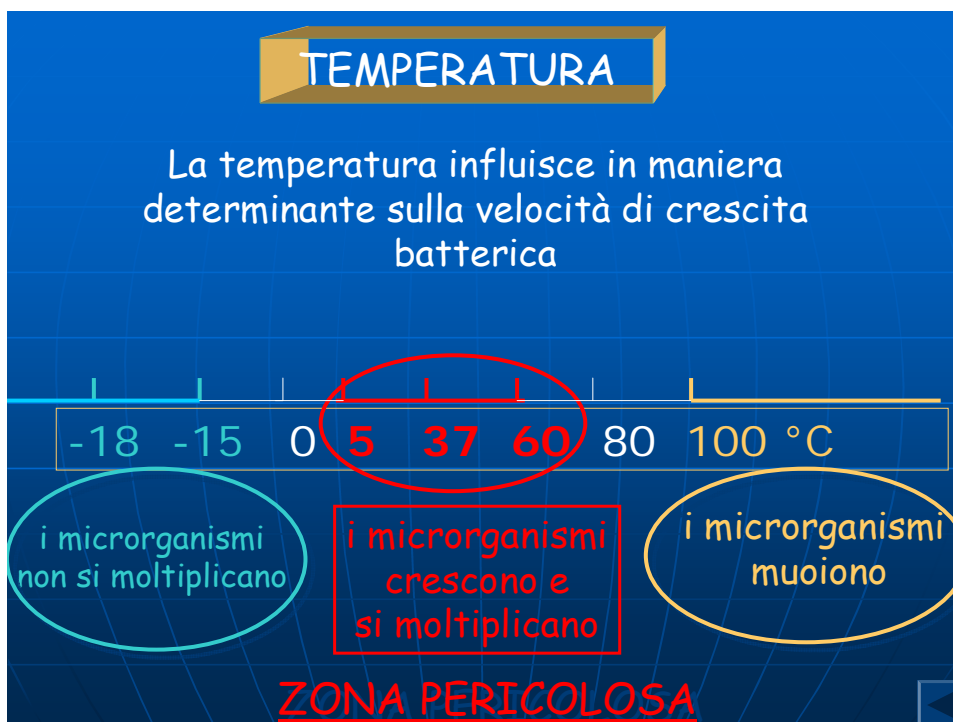 TEMPERATURA
La temperatura influisce in maniera
determinante sulla velocità di crescita
batterica
-18 -15 0 5 37 60 80 100 °C
i microrganismi
non si moltiplicano
i microrganismi
crescono e
si moltiplicano
i microrganismi
muoiono
ZONA PERICOLOSA